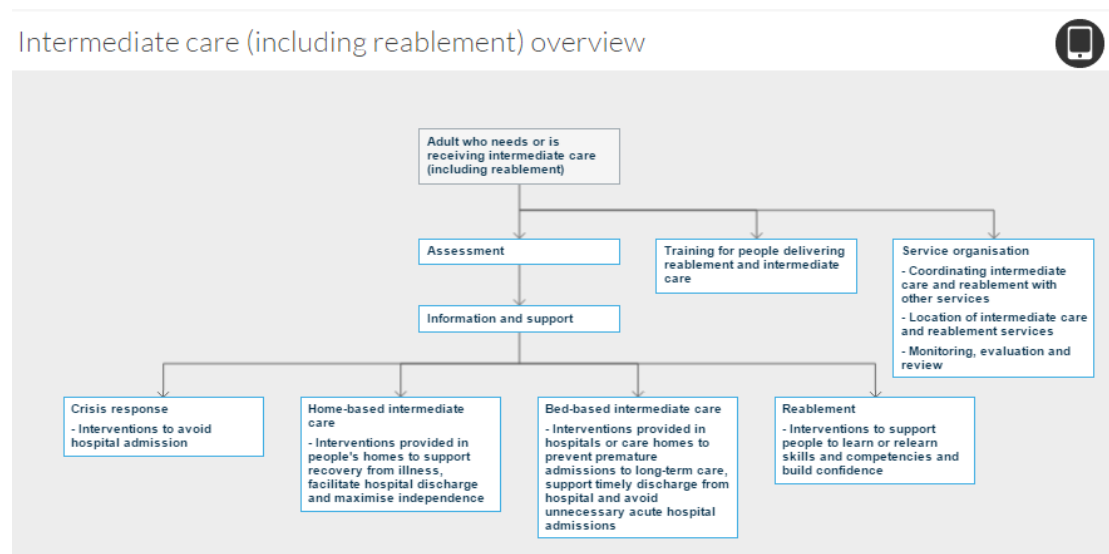 Intermediate care (including reablement) overview
Adult who needs or is
receiving intermediate care
(including reablement)
Assessment
Training for people delivering
reablement and intermediate
care
Service organisation
- Coordinating intermediate
care and reablement with
other services
- Location of intermediate care
and reablement services
- Monitoring, evaluation and
review
Information and support
Crisis response
- Interventions to avoid
hospital admission
Home-based intermediate
care
- Interventions provided in
people's homes to support
recovery from illness,
facilitate hospital discharge
and maximise independence
Bed-based intermediate care
- Interventions provided in
hospitals or care homes to
prevent premature
admissions to long-term care,
support timely discharge from
hospital and avoid
unnecessary acute hospital
admissions
Reablement
- Interventions to support
people to learn or relearn
skills and competencies and
build confidence